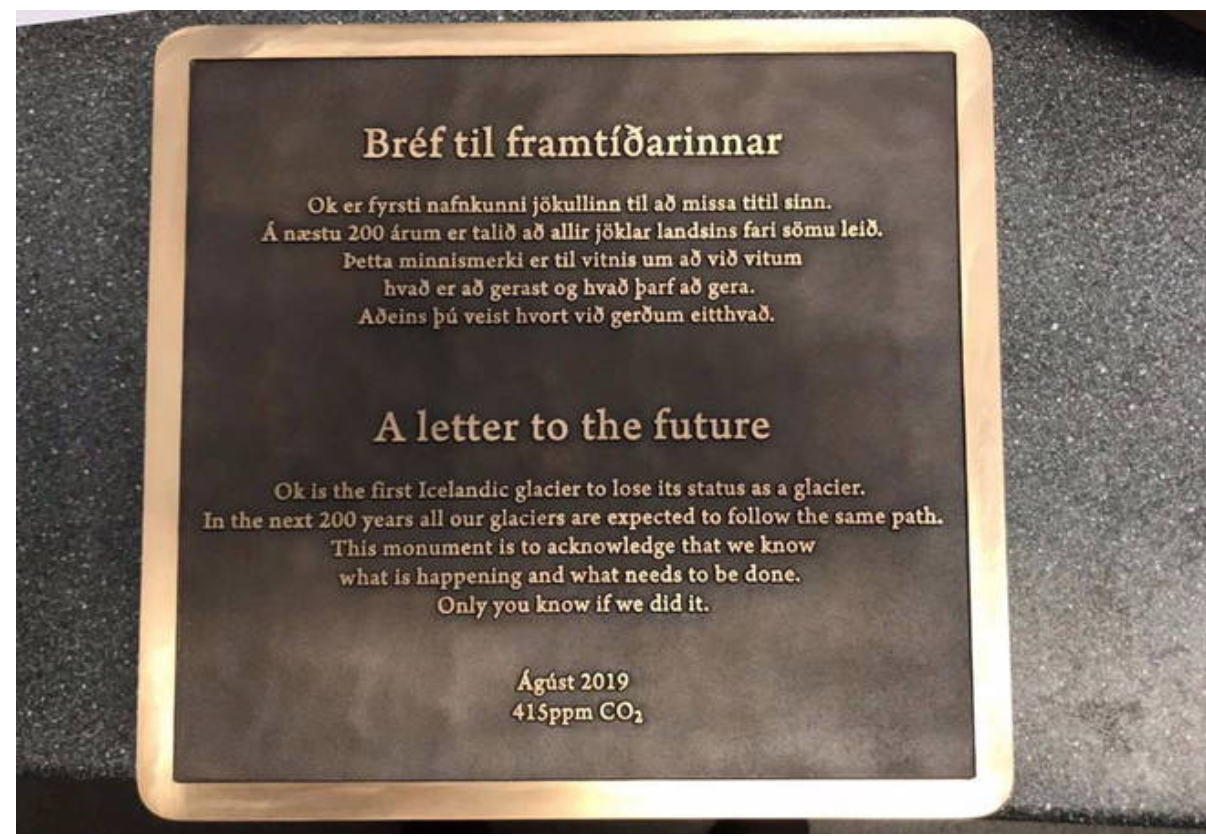 Bréf til framtíðarinnar
Ok er fyrsti nafnkunni jökullinn til að missa titil sinn.
Á næstu 200 árum er talið að allir jöklar landsins fari sömu leið.
Þetta minnismerki er til vitnis um að við vitum
hvað er að gerast og hvað þarf að gera.
Aðeins þú veist hvort við gerðum eitthvað.
A letter to the future
Ok is the first Icelandic glacier to lose its status as a glacier.
In the next 200 years all our glaciers are expected to follow the same path.
This monument is to acknowledge that we know
what is happening and what needs to be done.
Only you know if we did it.
Ágúst 2019
415ppm CO₂